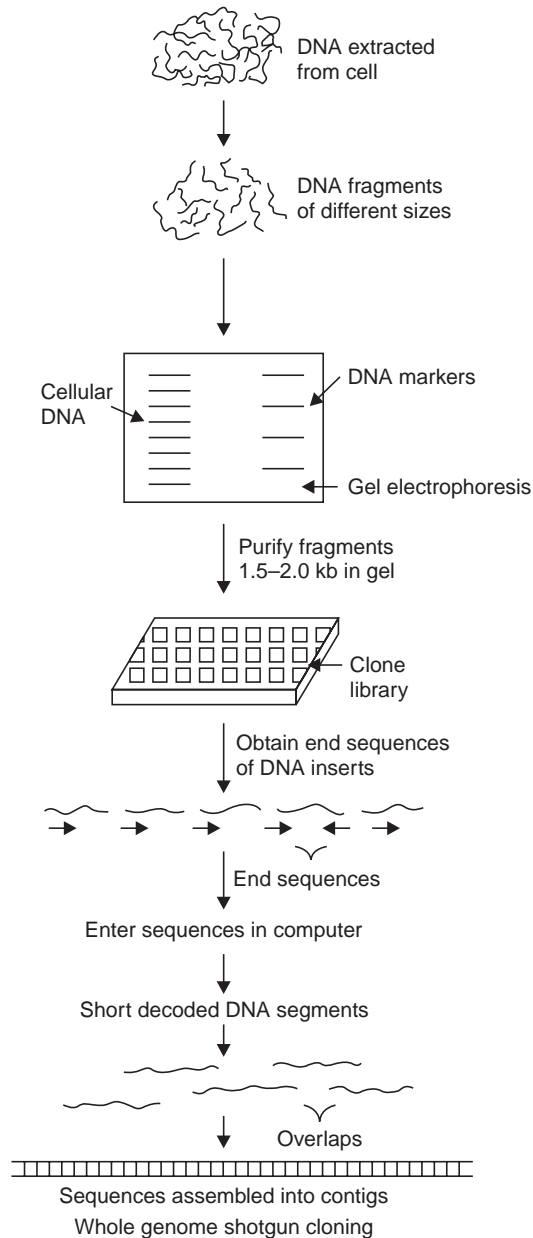 DNA extracted
from cell
DNA fragments
of different sizes
Cellular
DNA
DNA markers
Gel electrophoresis
Purify fragments
1.5–2.0 kb in gel
Clone
library
Obtain end sequences
of DNA inserts
End sequences
Enter sequences in computer
Short decoded DNA segments
Overlaps
Sequences assembled into contigs
Whole genome shotgun cloning